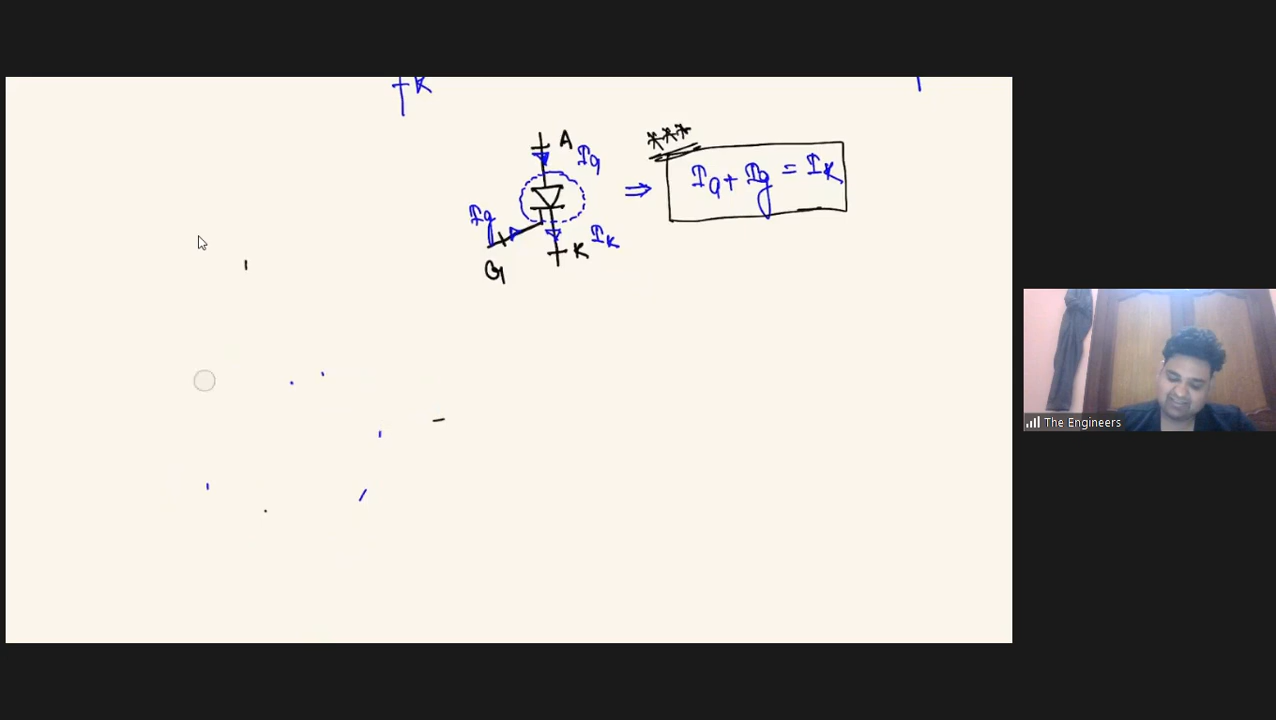 K
A
Ia
***
Ia + Ig = Ik
⇒
Ig
Ik
K
G
The Engineers